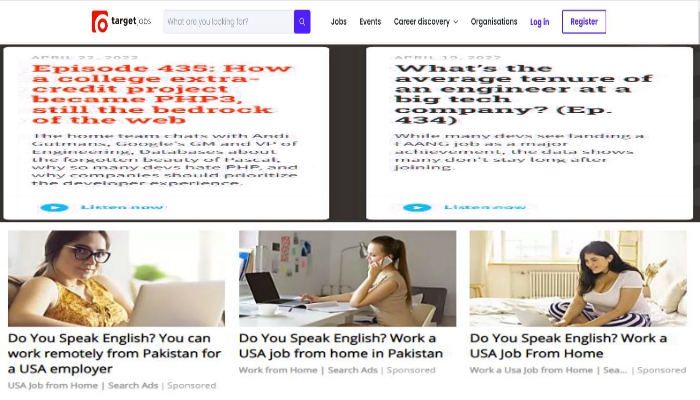 targetjobs
What are you looking for?
Jobs
Events
Career discovery
Organisations
Log in
Register
APRIL 22, 2022
Episode 435: How
a college extra-
credit project
became PHP3,
still the bedrock
of the web
The home team chats with Andi
Gutmans, Google's GM and VP of
Engineering, Databases about
the forgotten beauty of Pascal,
why so many devs hate PHP, and
why companies should prioritize
the developer experience.
Listen now
APRIL 19, 2022
What's the
average tenure of
an engineer at a
big tech
company? (Ep.
434)
While many devs see landing a
FAANG job as a major
achievement, the data shows
many don't stay long after
joining.
Listen now
Do You Speak English? You can
work remotely from Pakistan for
a USA employer
USA Job from Home | Search Ads | Sponsored
Do You Speak English? Work a
USA job from home in Pakistan
Work from Home | Search Ads | Sponsored
Do You Speak English? Work a
USA Job From Home
Work a Usa Job from Home | Sea... | Sponsored